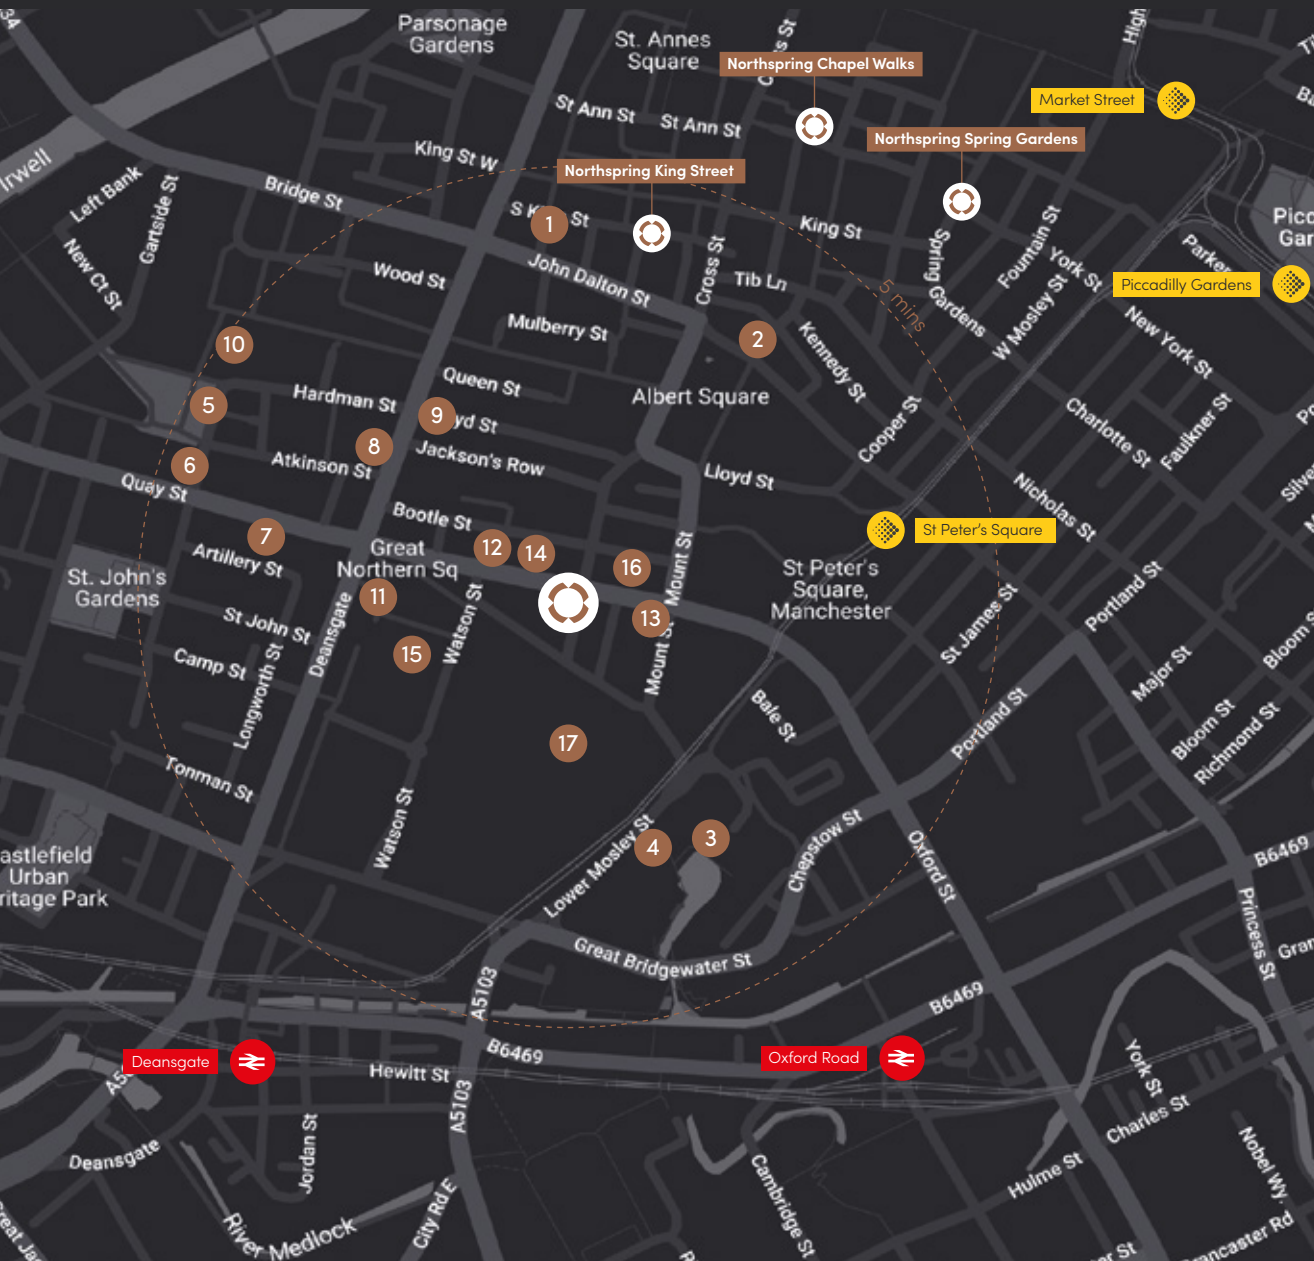 Parsonage
Gardens
St. Annes
Square
Northspring Chapel Walks
Market Street
St Ann St
St Ann St
Northspring Spring Gardens
King St W
Irwell
Left Bank
Gartside St
Bridge St
Northspring King Street
1
King St
Spring Gardens
Fountain St
York St
New Ct St
Wood St
John Dalton St
Cross St
Tib Ln
5 mins
W Mosley St
Piccadilly Gardens
Mulberry St
2
Kennedy St
New York St
10
Queen St
Albert Square
5
Hardman St
9
Cooper St
Charlotte St
Faulkner St
8
6
Atkinson St
Jackson's Row
Lloyd St
Quay St
Nicholas St
7
Bootle St
St Peter's Square
Artillery St
Great
Northern Sq
12
14
16
Mount St
St Peter's
Square,
Manchester
St. John's
Gardens
11
13
Portland St
St John St
Deansgate
Watson St
Mount St
St James St
Camp St
Longworth St
15
Major St
Bloom St
Richmond St
Bale St
Portland St
17
Tonman St
Watson St
Lower Mosley St
4
3
Chepstow St
Oxford St
B6469
Urban
Princess St
Great Bridgewater St
A5103
B6469
Deansgate
B6469
Oxford Road
Hewitt St
A5103
York St
Charles St
Deansgate
Jordan St
Cambridge St
Hulme St
Nobel Wy
City Rd E
River Medlock